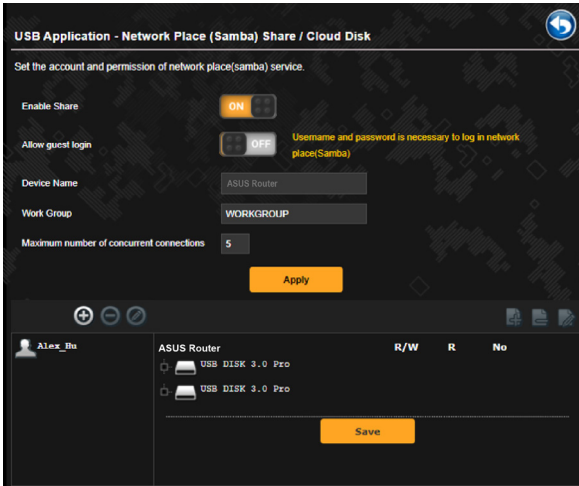 USB Application - Network Place (Samba) Share / Cloud Disk
Set the account and permission of network place(samba) service.
Enable Share
ON
Allow guest login
OFF
Username and password is necessary to log in network
place(Samba)
Device Name
ASUS Router
Work Group
WORKGROUP
Maximum number of concurrent connections
5
Apply
Alex_Hu
ASUS Router R/W R No
USB DISK 3.0 Pro
USB DISK 3.0 Pro
Save